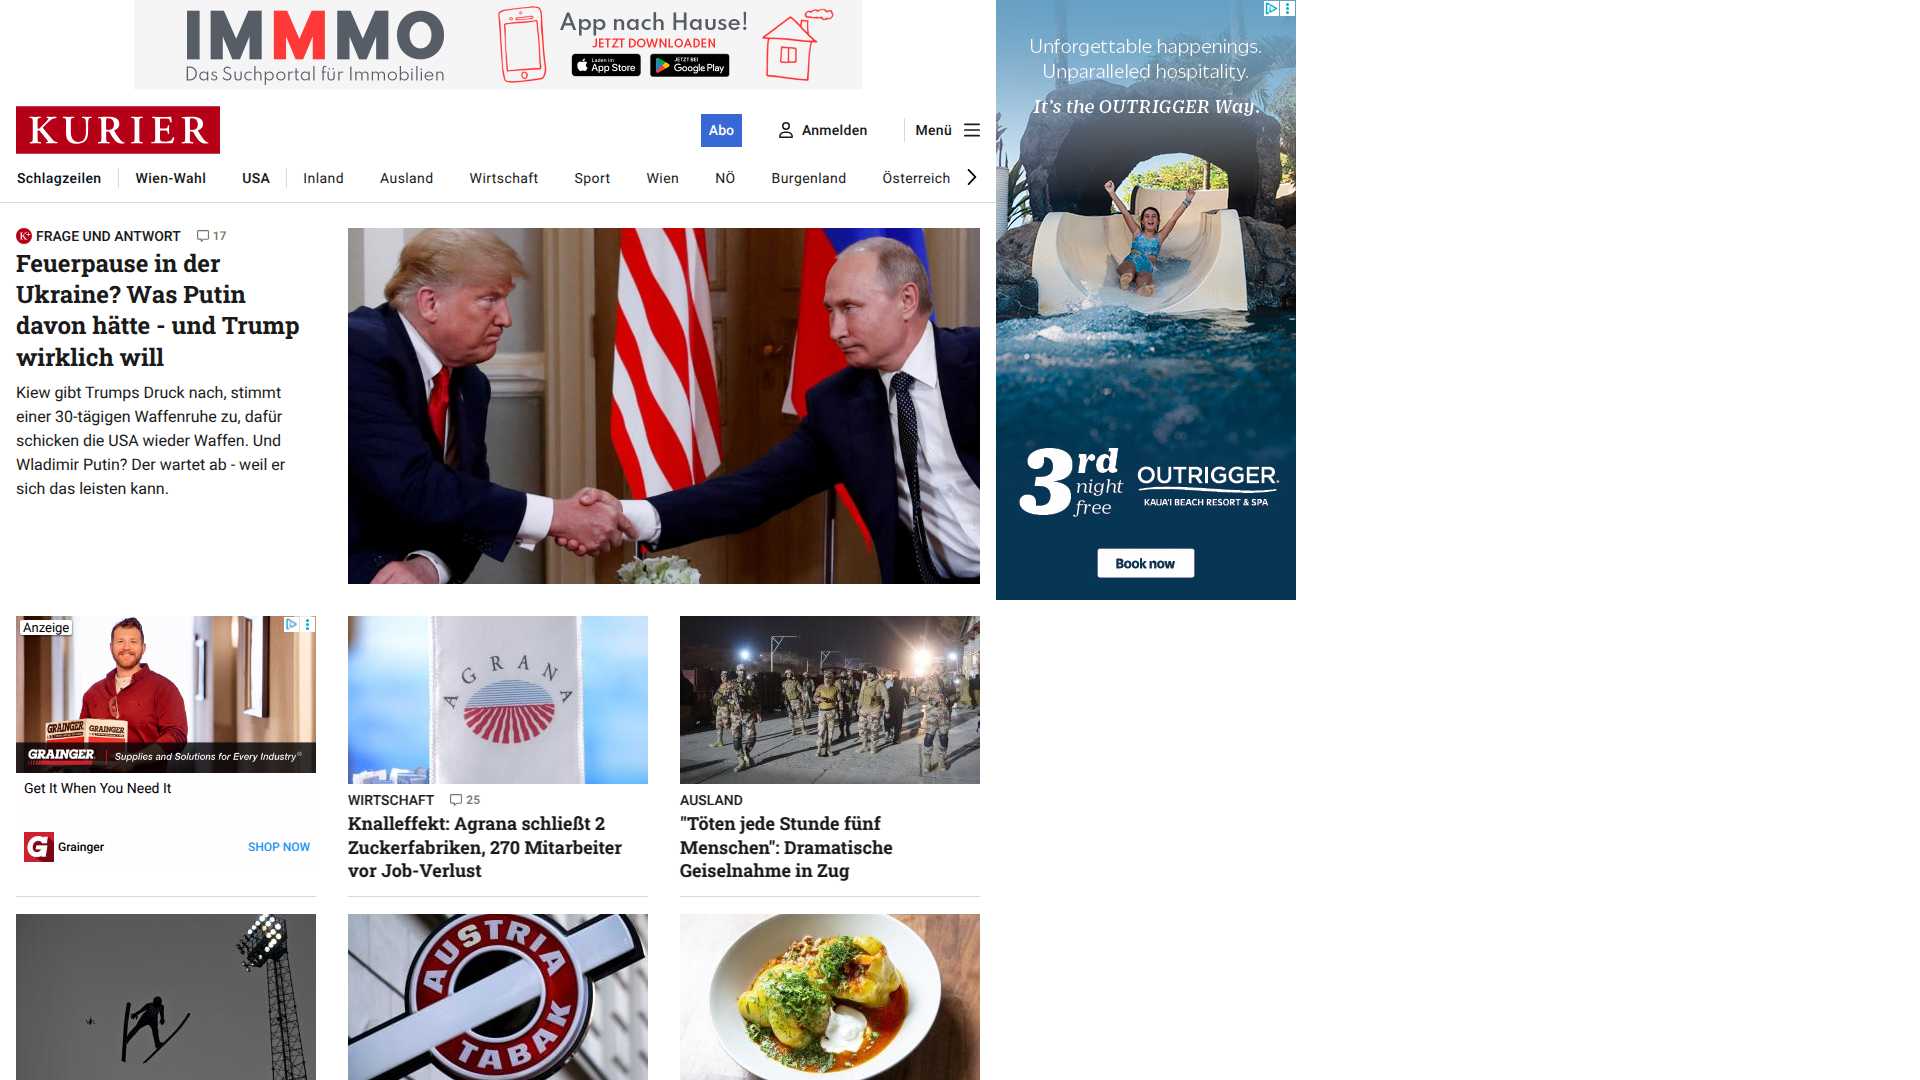 IMMMO
Das Suchportal für Immobilien
App nach Hause!
JETZT DOWNLOADEN
Laden im
App Store
JETZT BEI
Google Play
Unforgettable happenings.
Unparalleled hospitality.
It's the OUTRIGGER Way.
3rd
night
free
OUTRIGGER.
KAUA'I BEACH RESORT & SPA
Book now
KURIER
Abo
Anmelden
Menü
Schlagzeilen
Wien-Wahl
USA
Inland
Ausland
Wirtschaft
Sport
Wien
NÖ
Burgenland
Österreich
K+
FRAGE UND ANTWORT
17
Feuerpause in der
Ukraine? Was Putin
davon hätte - und Trump
wirklich will
Kiew gibt Trumps Druck nach, stimmt
einer 30-tägigen Waffenruhe zu, dafür
schicken die USA wieder Waffen. Und
Wladimir Putin? Der wartet ab - weil er
sich das leisten kann.
Anzeige
GRAINGER
GRAINGER
GRAINGER
Supplies and Solutions for Every Industry®
Get It When You Need It
G
Grainger
SHOP NOW
AGRANA
WIRTSCHAFT
25
Knalleffekt: Agrana schließt 2
Zuckerfabriken, 270 Mitarbeiter
vor Job-Verlust
AUSLAND
"Töten jede Stunde fünf
Menschen": Dramatische
Geiselnahme in Zug
AUSTRIA
TABAK